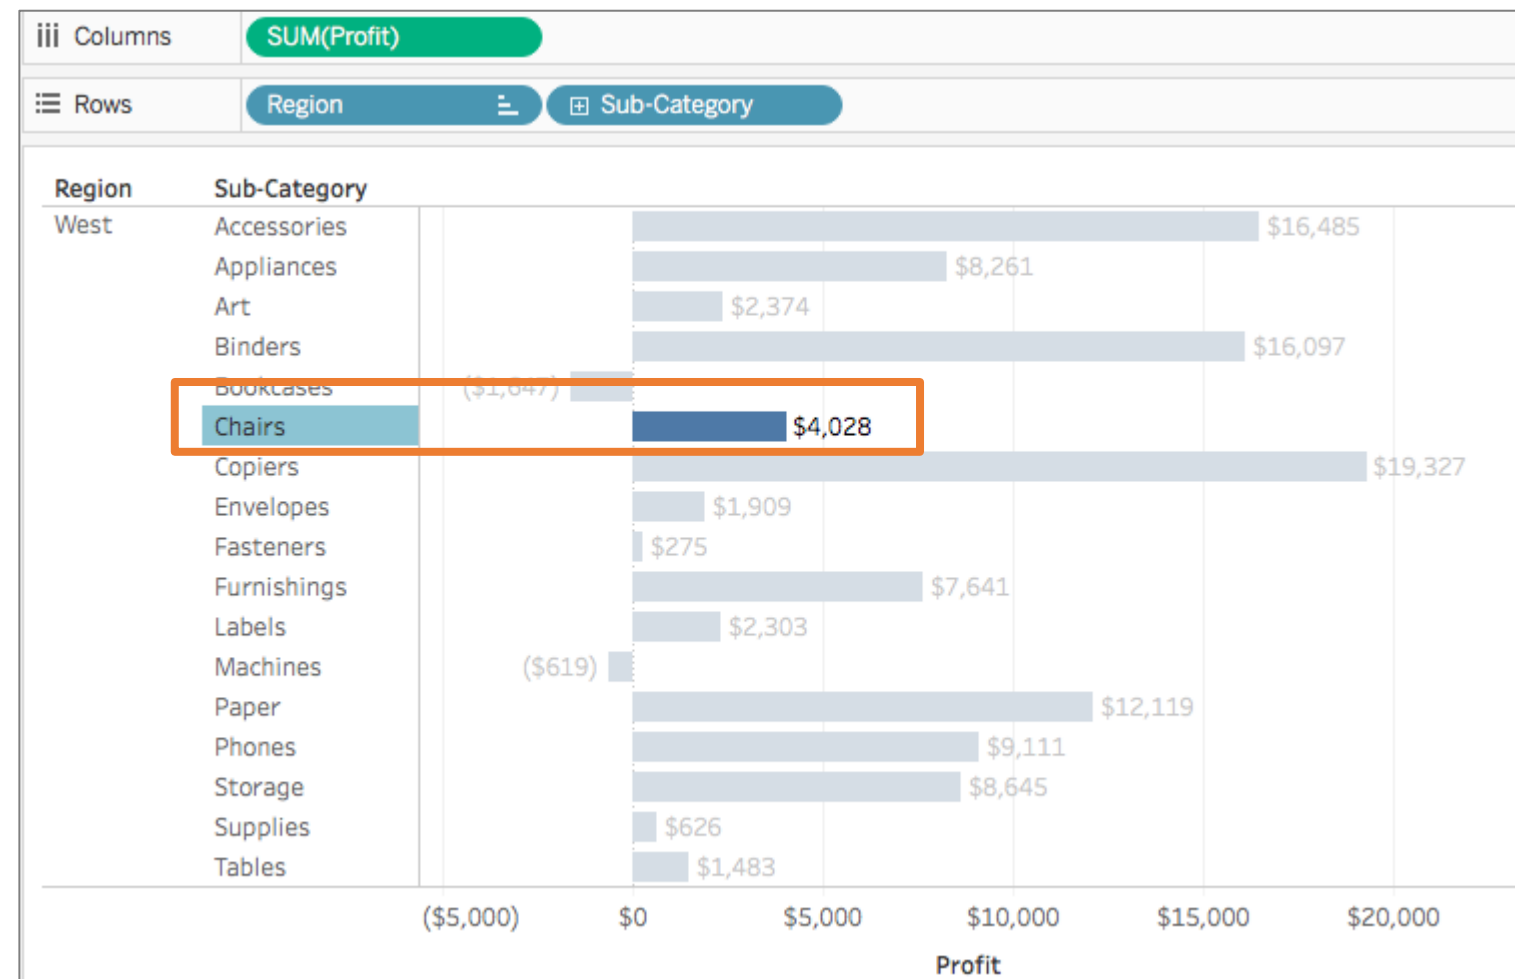 Columns SUM(Profit)
Rows Region Sub-Category
Region Sub-Category
West Accessories $16,485
Appliances $8,261
Art $2,374
Binders $16,097
Bookcases ($1,647)
Chairs $4,028
Copiers $19,327
Envelopes $1,909
Fasteners $275
Furnishings $7,641
Labels $2,303
Machines ($619)
Paper $12,119
Phones $9,111
Storage $8,645
Supplies $626
Tables $1,483
($5,000) $0 $5,000 $10,000 $15,000 $20,000
Profit